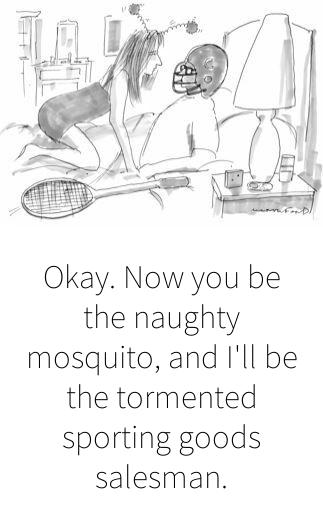 Okay. Now you be
the naughty
mosquito, and I'll be
the tormented
sporting goods
salesman.